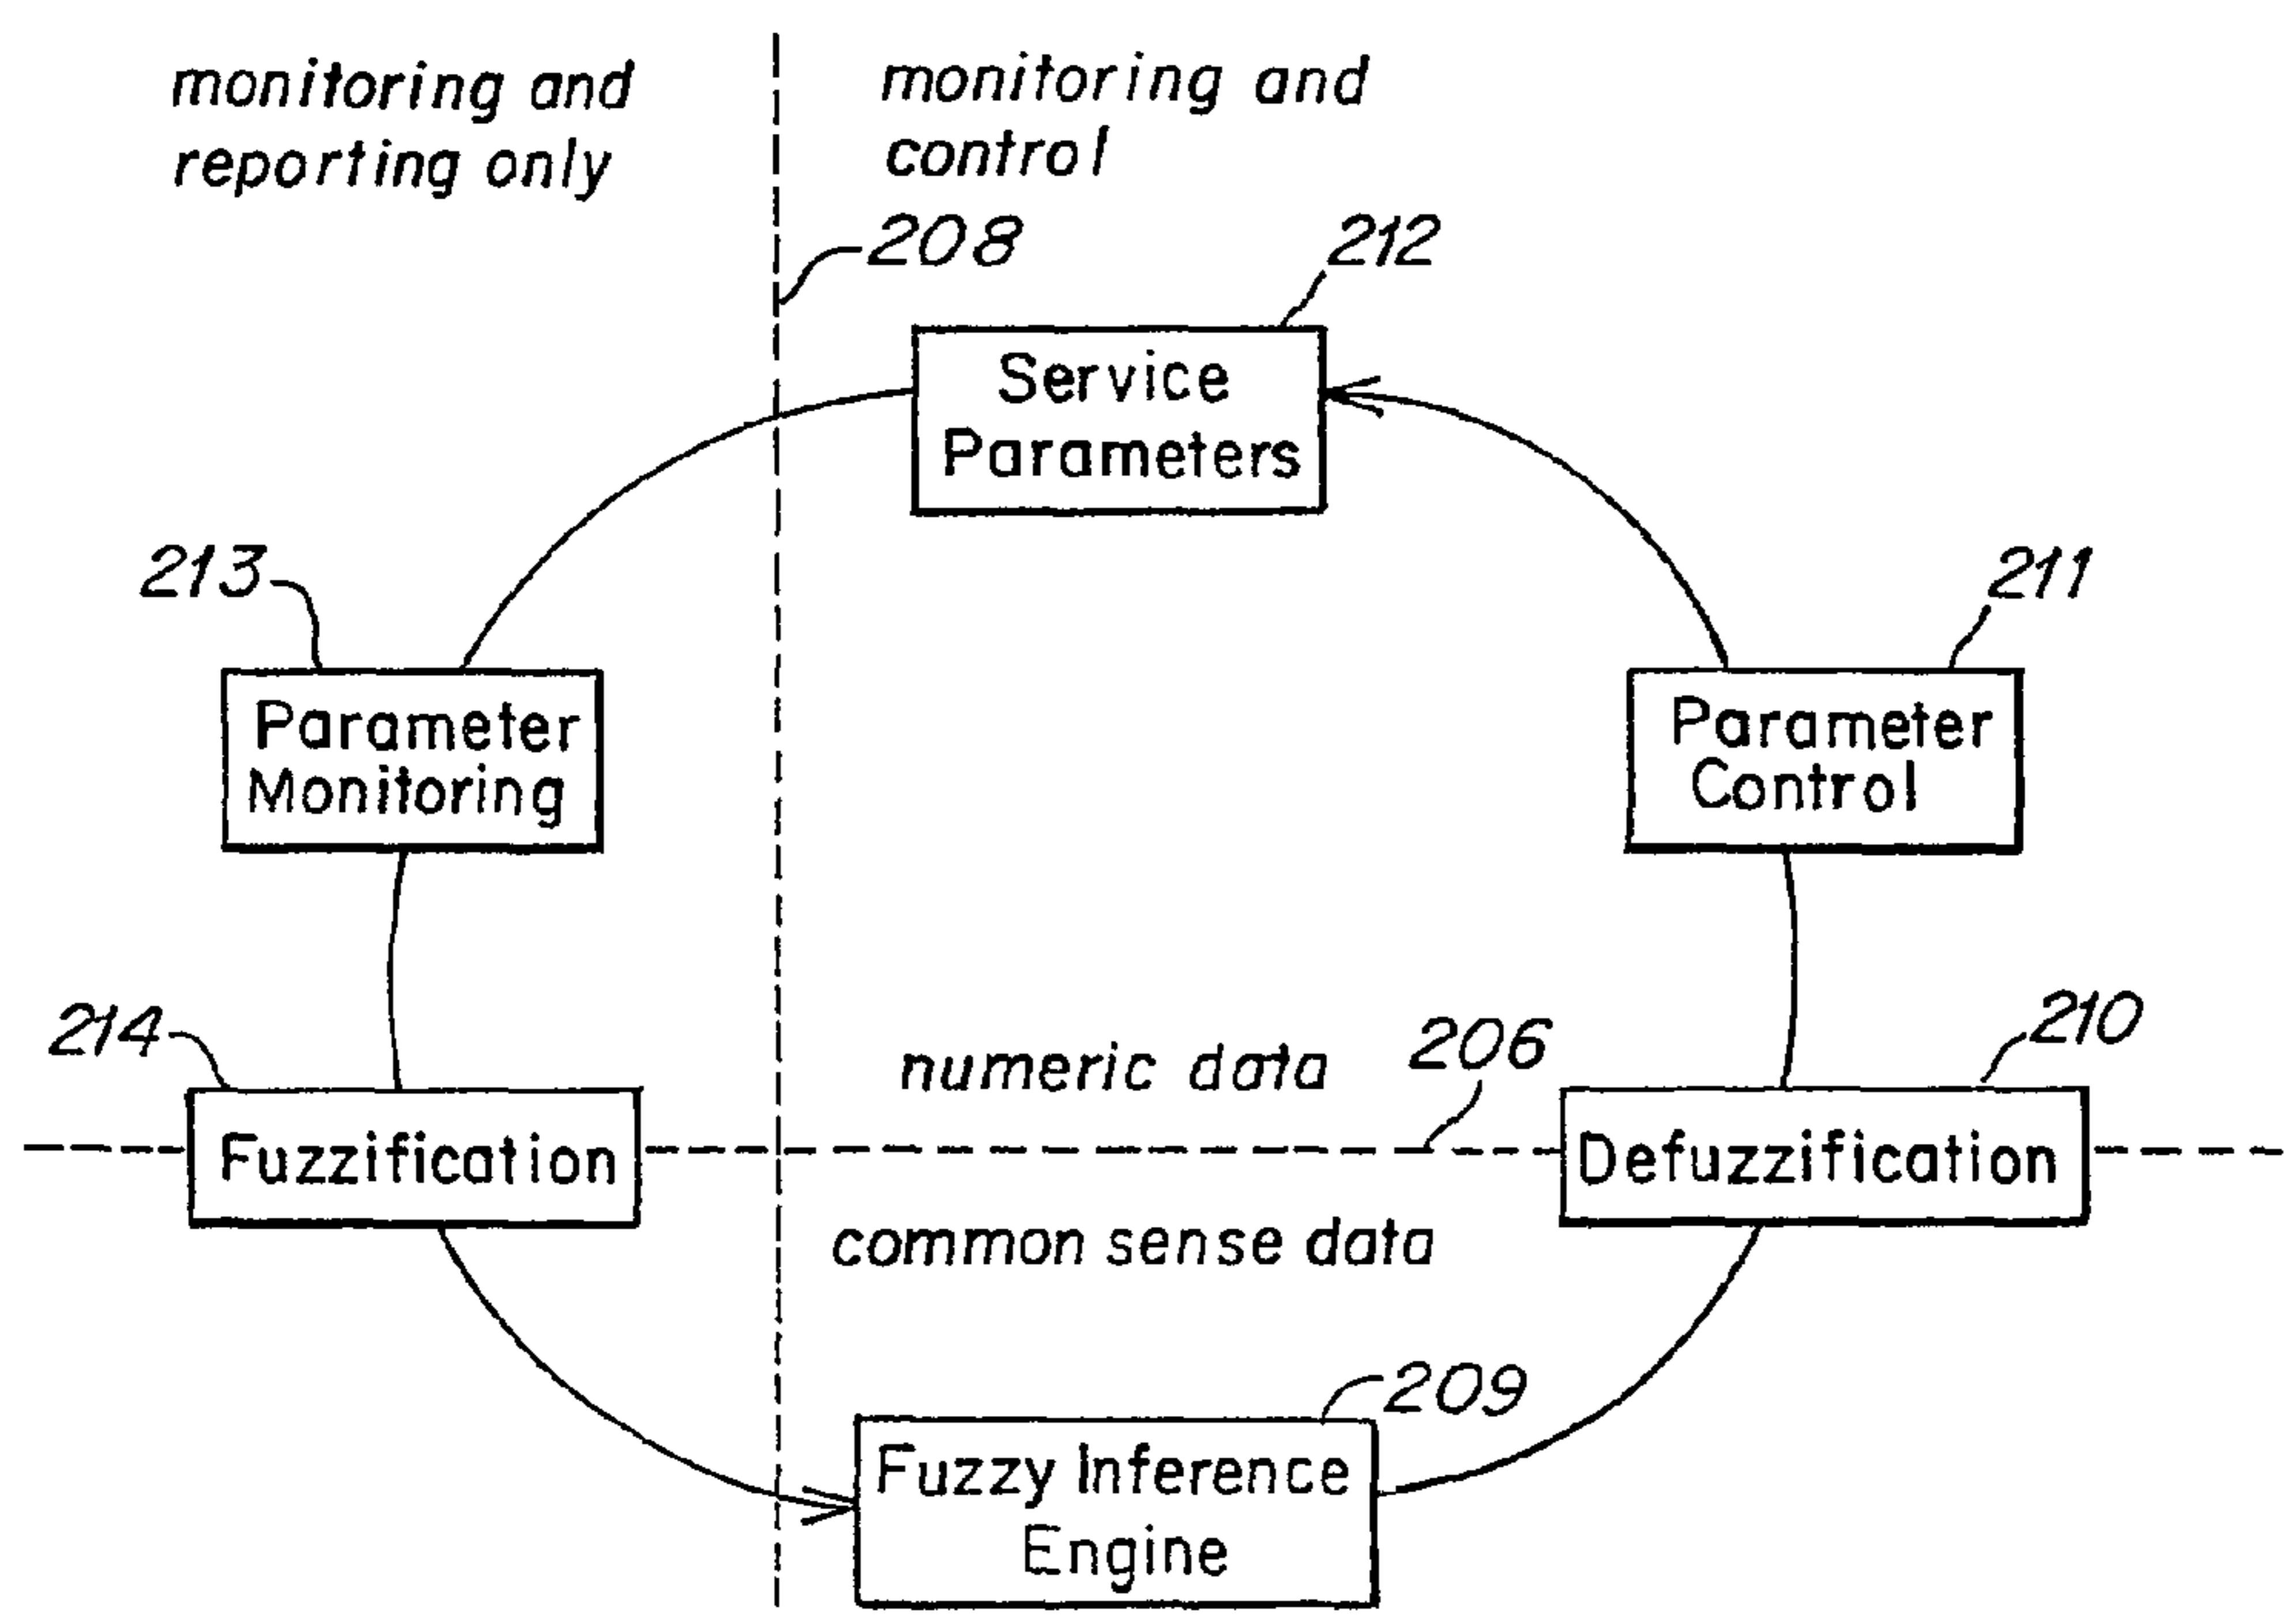 monitoring and
reporting only
monitoring and
control
208
212
Service
Parameters
213
211
Parameter
Monitoring
Parameter
Control
214
numeric data
206
210
Fuzzification
Defuzzification
common sense data
209
Fuzzy Inference
Engine